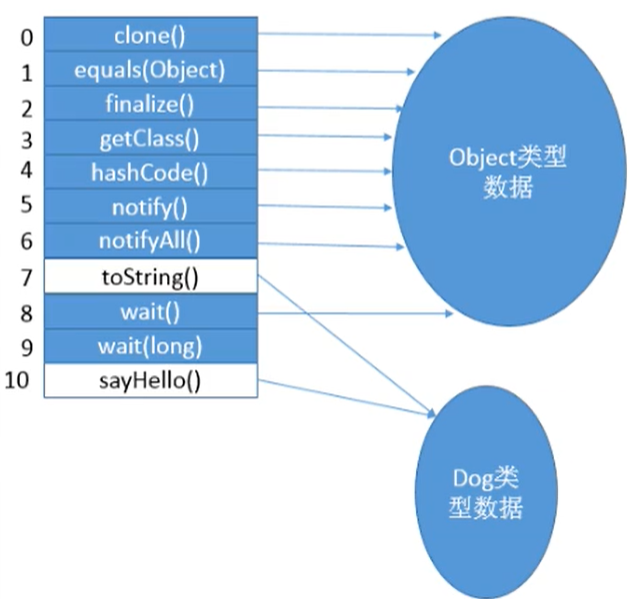 0 clone()
1 equals(Object)
2 finalize()
3 getClass()
4 hashCode()
5 notify()
6 notifyAll()
7 toString()
8 wait()
9 wait(long)
10 sayHello()
Object类型
数据
Dog类
型数据